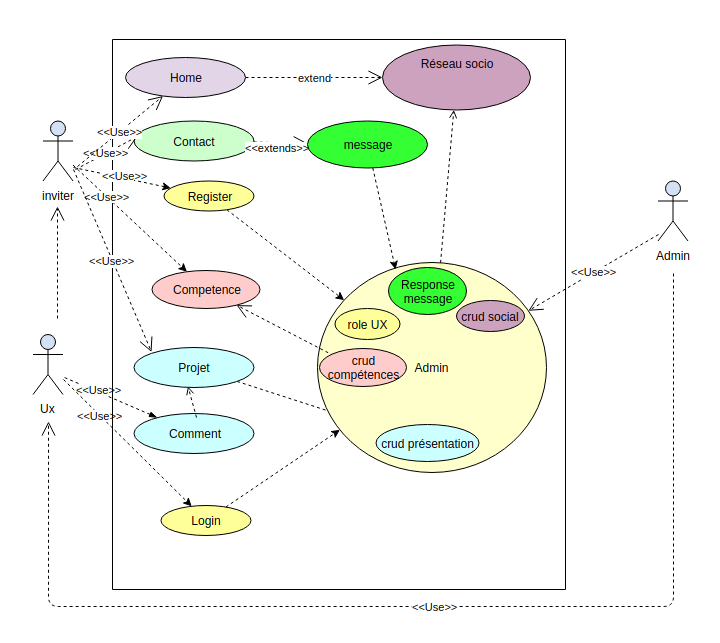 Home
extend
Réseau socio
<<Use>>
Contact
<<extends>>
message
<<Use>>
inviter
<<Use>>
<<Use>>
Register
Admin
<<Use>>
<<Use>>
Competence
Response
message
crud social
role UX
crud
compétences
Admin
Projet
Ux
<<Use>>
<<Use>>
Comment
crud présentation
Login
<<Use>>